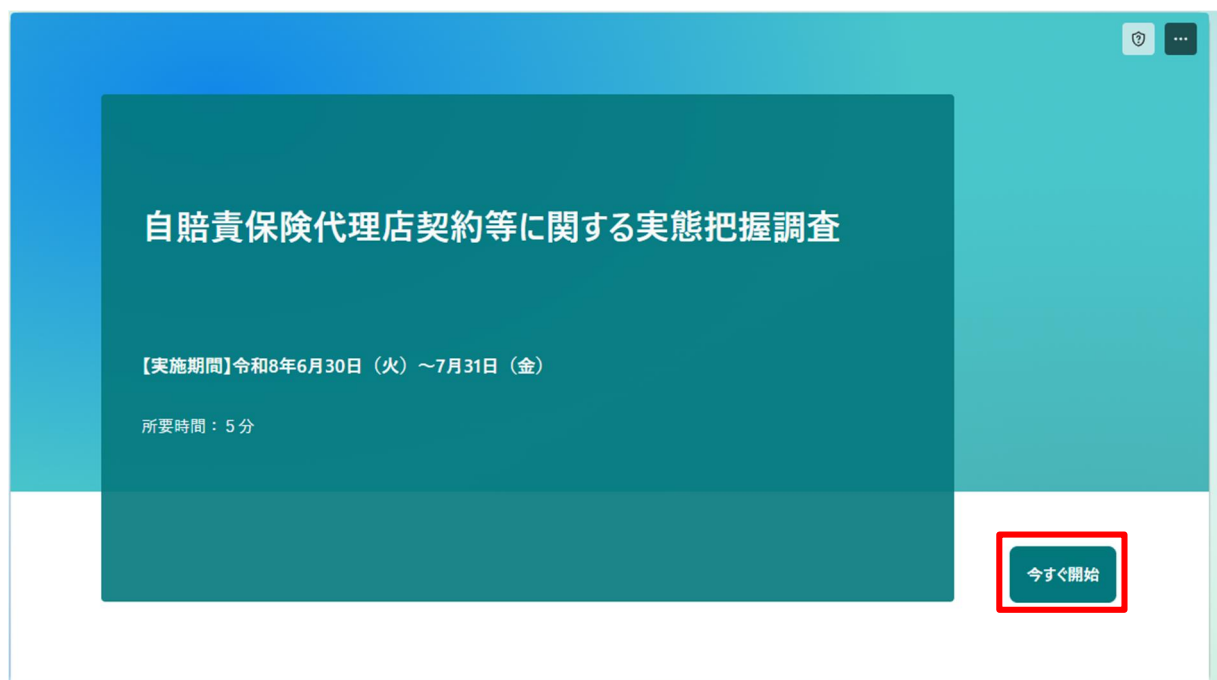 自賠責保険代理店契約等に関する実態把握調査
【実施期間】令和8年6月30日（火）～7月31日（金）
所要時間：５分
今すぐ開始